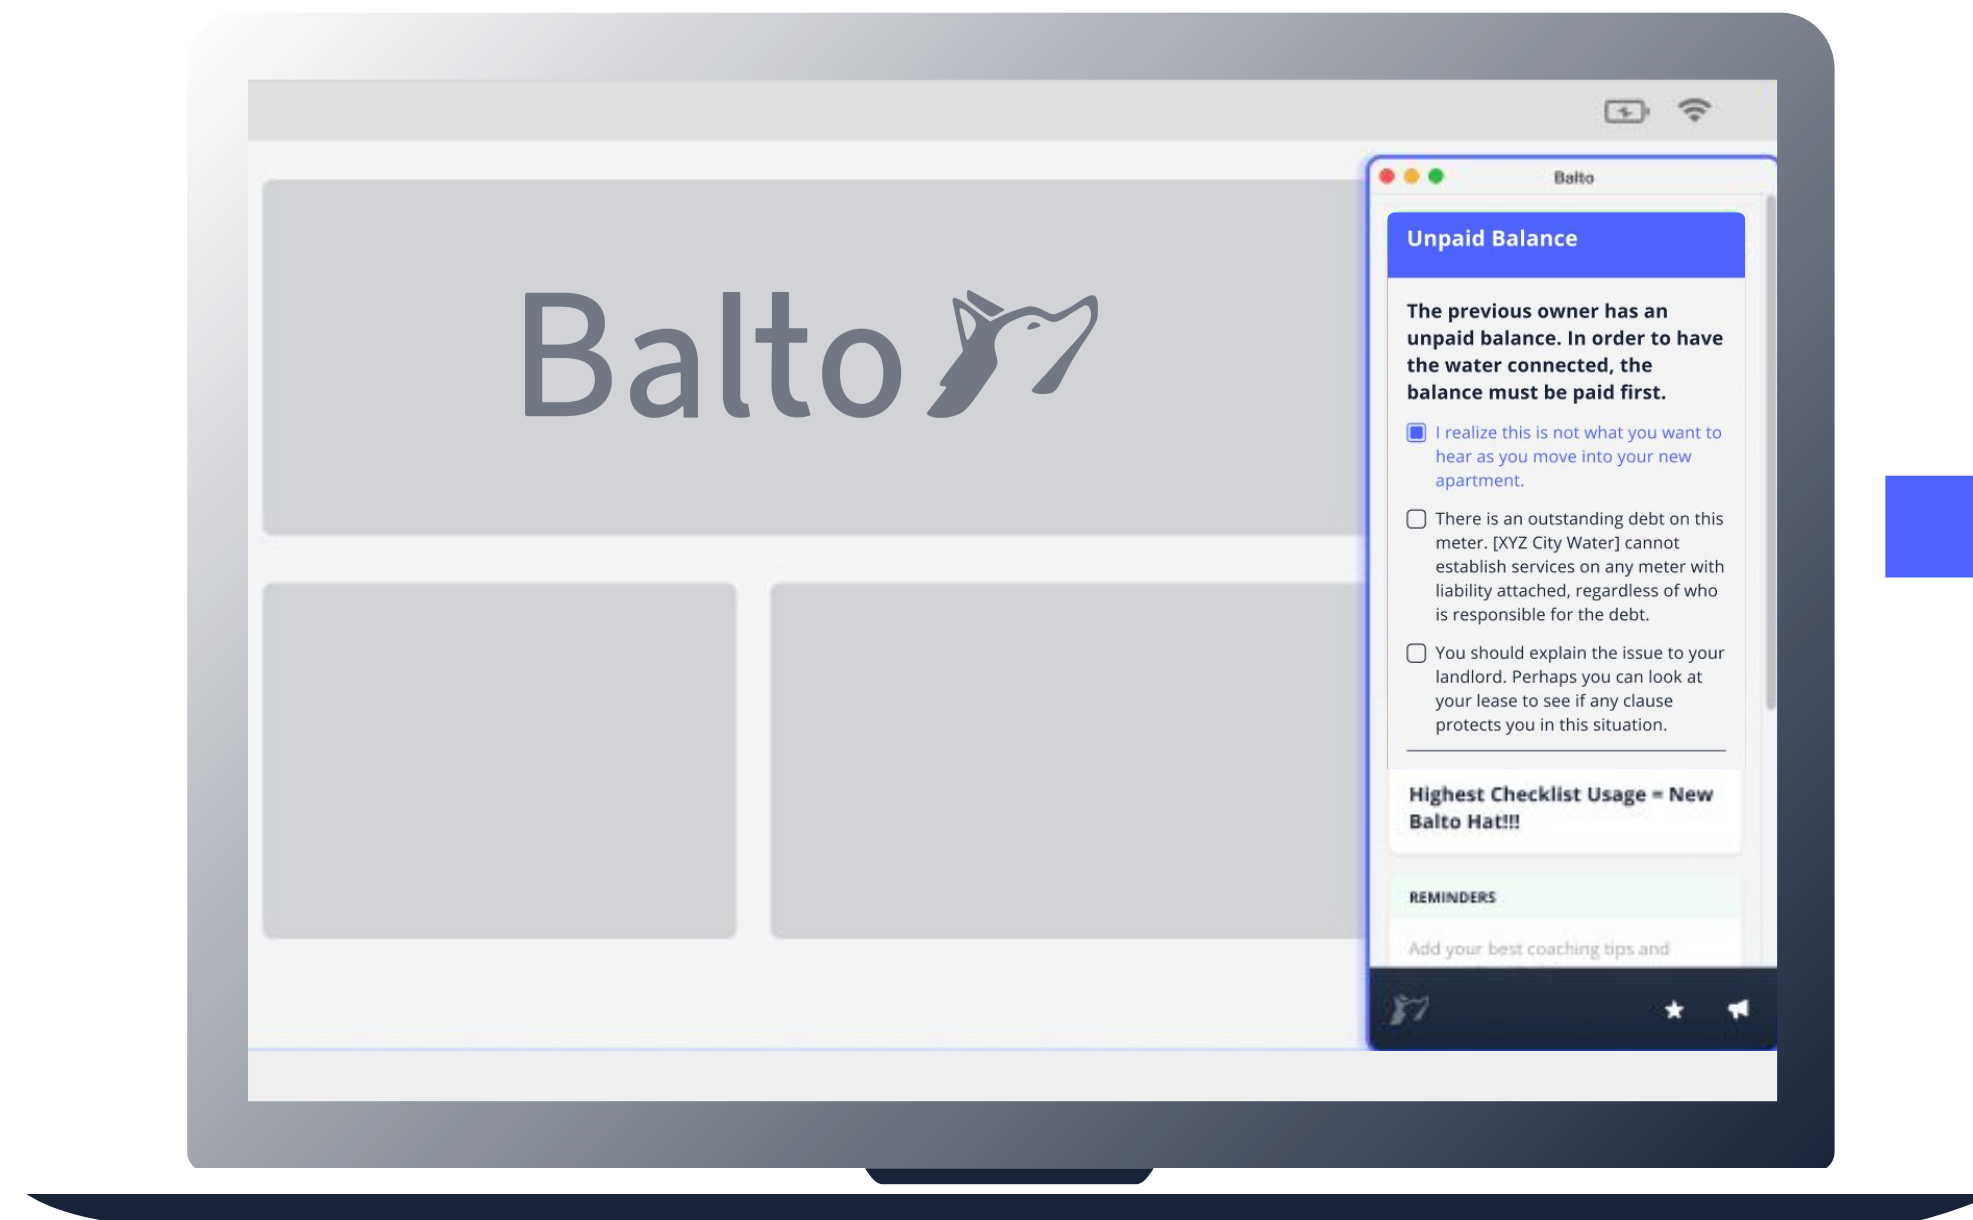 Balto
Balto
Unpaid Balance
The previous owner has an
unpaid balance. In order to have
the water connected, the
balance must be paid first.
I realize this is not what you want to
hear as you move into your new
apartment.
There is an outstanding debt on this
meter. [XYZ City Water] cannot
establish services on any meter with
liability attached, regardless of who
is responsible for the debt.
You should explain the issue to your
landlord. Perhaps you can look at
your lease to see if any clause
protects you in this situation.
Highest Checklist Usage = New
Balto Hat!!!
REMINDERS
Add your best coaching tips and